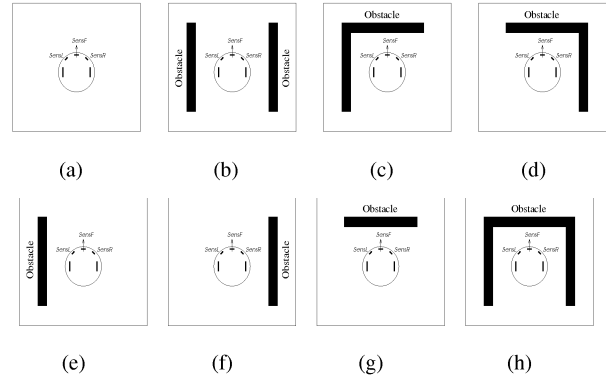 Obstacle Obstacle
SensF SensF SensF SensF
SensL SensR SensL SensR SensL SensR SensL SensR
Obstacle Obstacle
(a) (b) (c) (d)
Obstacle Obstacle
SensF SensF SensF SensF
SensL SensR SensL SensR SensL SensR SensL SensR
Obstacle Obstacle
(e) (f) (g) (h)